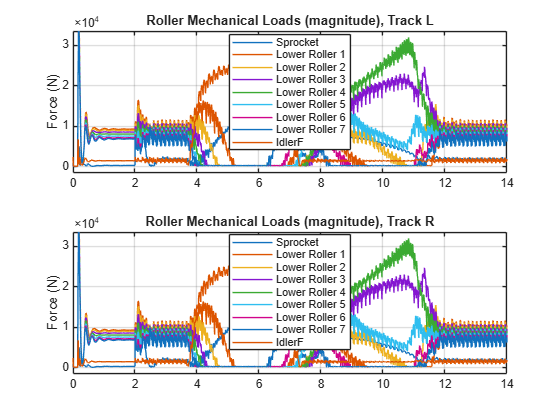 Roller Mechanical Loads (magnitude), Track L
×10⁴
3
2
1
0
Force (N)
Sprocket
Lower Roller 1
Lower Roller 2
Lower Roller 3
Lower Roller 4
Lower Roller 5
Lower Roller 6
Lower Roller 7
IdlerF
0 2 4 6 8 10 12 14
Roller Mechanical Loads (magnitude), Track R
×10⁴
3
2
1
0
Force (N)
Sprocket
Lower Roller 1
Lower Roller 2
Lower Roller 3
Lower Roller 4
Lower Roller 5
Lower Roller 6
Lower Roller 7
IdlerF
0 2 4 6 8 10 12 14